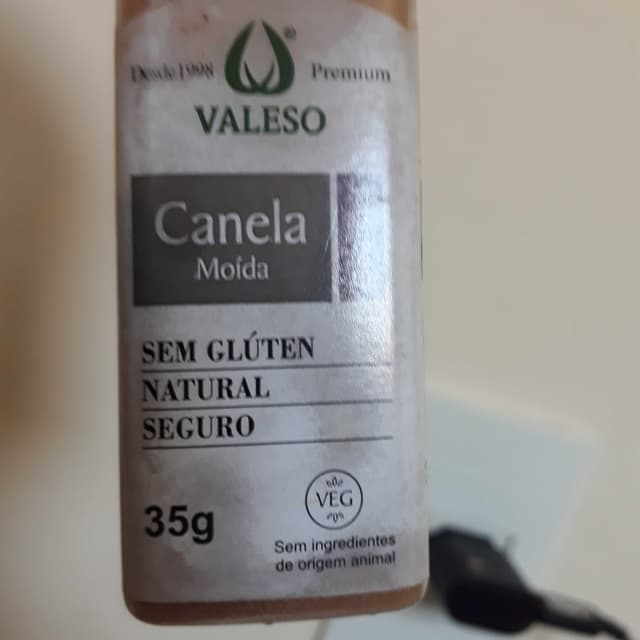 Desde 1998 ® Premium
VALESO
Canela
Moída
SEM GLÚTEN
NATURAL
SEGURO
VEG
35g
Sem ingredientes
de origem animal